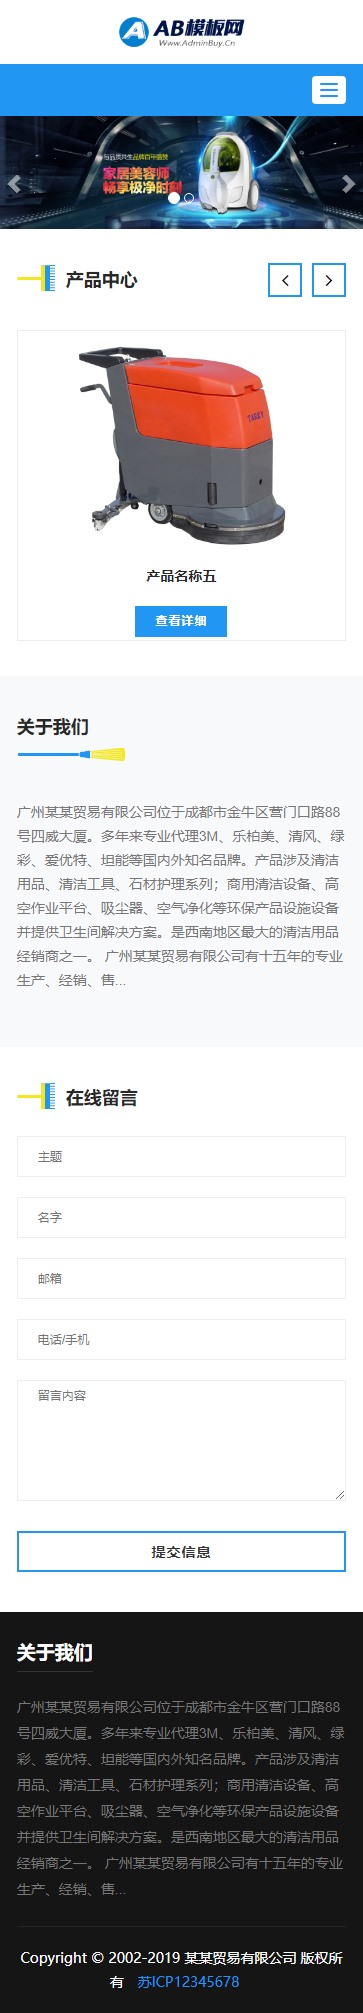 AB模板网
Www.AdminBuy.Cn
与品质共生品牌百年盛赞
家居美容师
畅享极净时刻
产品中心
产品名称五
查看详细
关于我们
广州某某贸易有限公司位于成都市金牛区营门口路88
号四威大厦。多年来专业代理3M、乐柏美、清风、绿
彩、爱优特、坦能等国内外知名品牌。产品涉及清洁
用品、清洁工具、石材护理系列；商用清洁设备、高
空作业平台、吸尘器、空气净化等环保产品设施设备
并提供卫生间解决方案。是西南地区最大的清洁用品
经销商之一。 广州某某贸易有限公司有十五年的专业
生产、经销、售...
在线留言
主题
名字
邮箱
电话/手机
留言内容
提交信息
关于我们
广州某某贸易有限公司位于成都市金牛区营门口路88
号四威大厦。多年来专业代理3M、乐柏美、清风、绿
彩、爱优特、坦能等国内外知名品牌。产品涉及清洁
用品、清洁工具、石材护理系列；商用清洁设备、高
空作业平台、吸尘器、空气净化等环保产品设施设备
并提供卫生间解决方案。是西南地区最大的清洁用品
经销商之一。 广州某某贸易有限公司有十五年的专业
生产、经销、售...
Copyright © 2002-2019 某某贸易有限公司 版权所
有 苏ICP12345678